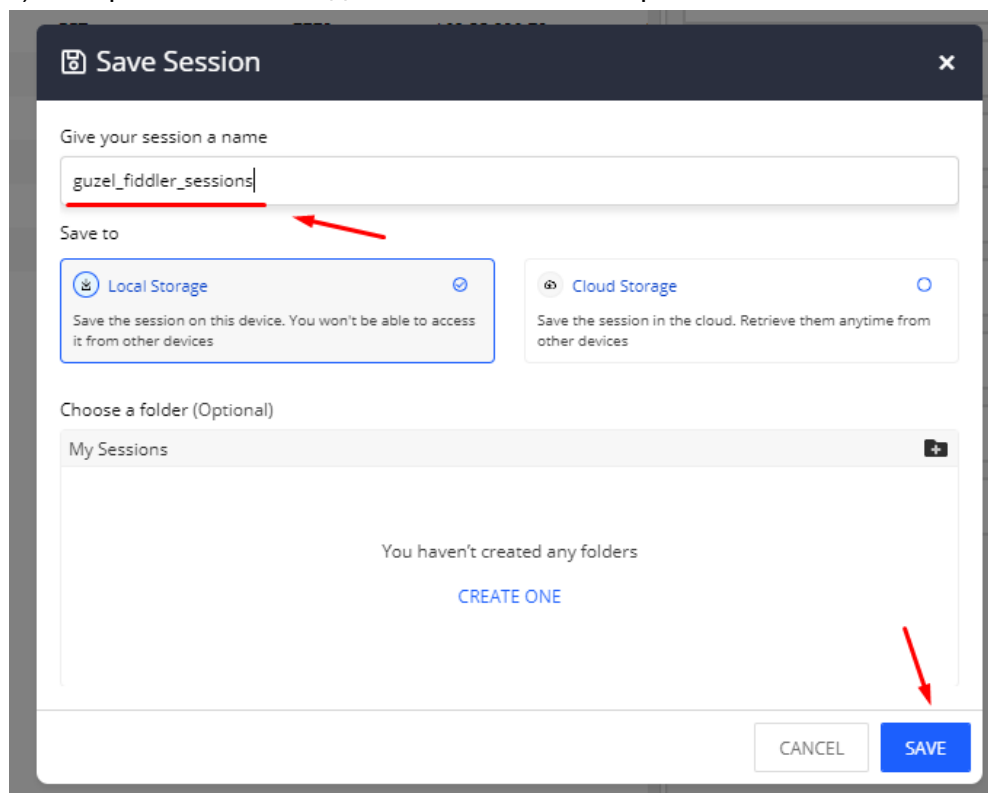 Save Session
Give your session a name
guzel_fiddler_sessions
Save to
Local Storage
Save the session on this device. You won't be able to access
it from other devices
Cloud Storage
Save the session in the cloud. Retrieve them anytime from
other devices
Choose a folder (Optional)
My Sessions
You haven't created any folders
CREATE ONE
CANCEL
SAVE